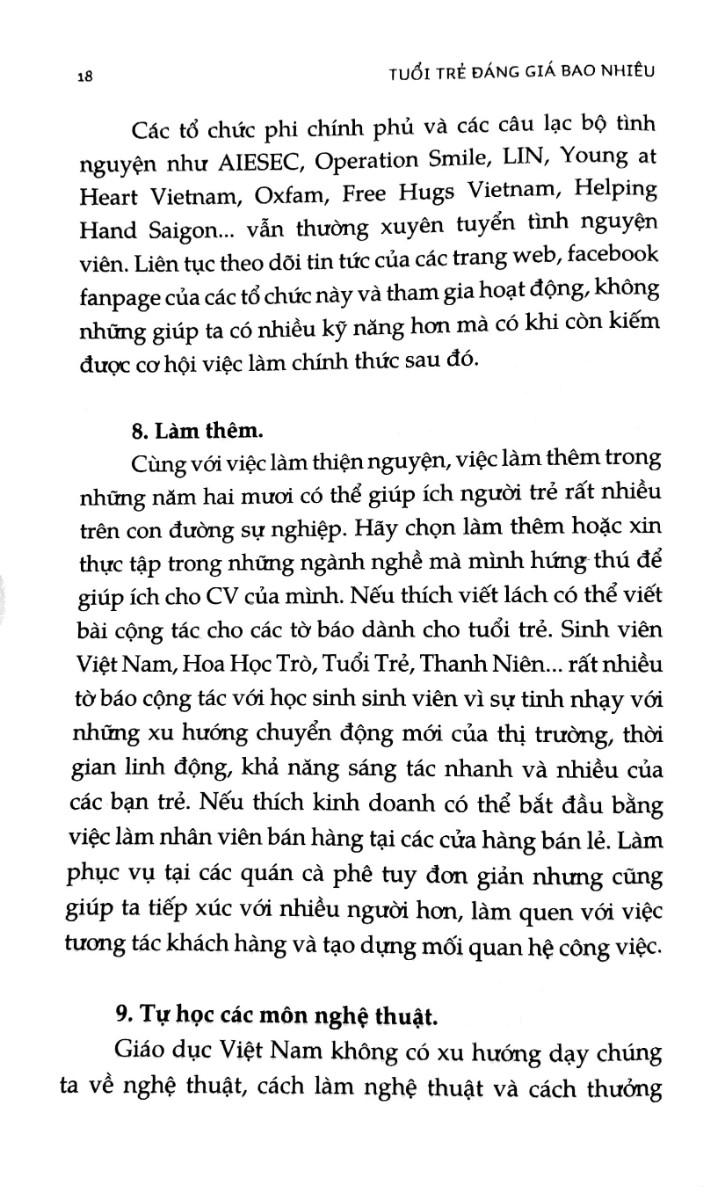 18
TUỔI TRẺ ĐÁNG GIÁ BAO NHIÊU
Các tổ chức phi chính phủ và các câu lạc bộ tình
nguyện như AIESEC, Operation Smile, LIN, Young at
Heart Vietnam, Oxfam, Free Hugs Vietnam, Helping
Hand Saigon... vẫn thường xuyên tuyển tình nguyện
viên. Liên tục theo dõi tin tức của các trang web, facebook
fanpage của các tổ chức này và tham gia hoạt động, không
những giúp ta có nhiều kỹ năng hơn mà có khi còn kiếm
được cơ hội việc làm chính thức sau đó.
8. Làm thêm.
Cùng với việc làm thiện nguyện, việc làm thêm trong
những năm hai mươi có thể giúp ích người trẻ rất nhiều
trên con đường sự nghiệp. Hãy chọn làm thêm hoặc xin
thực tập trong những ngành nghề mà mình hứng thú để
giúp ích cho CV của mình. Nếu thích viết lách có thể viết
bài cộng tác cho các tờ báo dành cho tuổi trẻ. Sinh viên
Việt Nam, Hoa Học Trò, Tuổi Trẻ, Thanh Niên... rất nhiều
tờ báo cộng tác với học sinh sinh viên vì sự tinh nhạy với
những xu hướng chuyển động mới của thị trường, thời
gian linh động, khả năng sáng tác nhanh và nhiều của
các bạn trẻ. Nếu thích kinh doanh có thể bắt đầu bằng
việc làm nhân viên bán hàng tại các cửa hàng bán lẻ. Làm
phục vụ tại các quán cà phê tuy đơn giản nhưng cũng
giúp ta tiếp xúc với nhiều người hơn, làm quen với việc
tương tác khách hàng và tạo dựng mối quan hệ công việc.
9. Tự học các môn nghệ thuật.
Giáo dục Việt Nam không có xu hướng dạy chúng
ta về nghệ thuật, cách làm nghệ thuật và cách thưởng